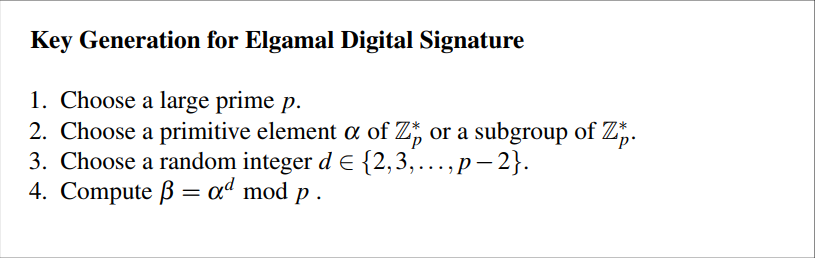 Key Generation for Elgamal Digital Signature
1. Choose a large prime p.
2. Choose a primitive element α of ℤ*ₚ or a subgroup of ℤ*ₚ.
3. Choose a random integer d ∈ {2,3,...,p−2}.
4. Compute β = αᵈ mod p .